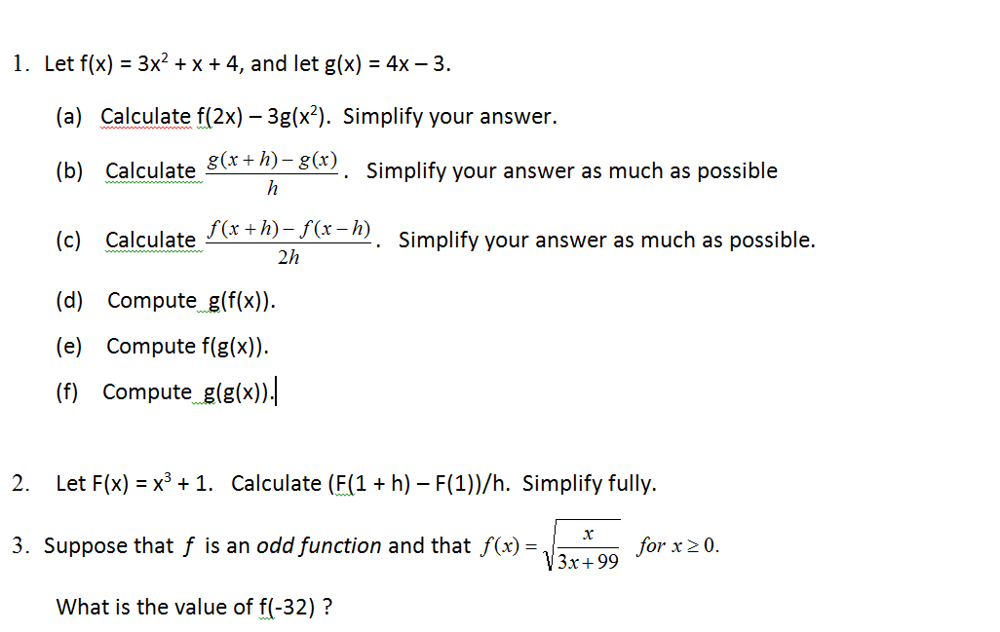 1. Let f(x) = 3x² + x + 4, and let g(x) = 4x – 3.
(a) Calculate f(2x) – 3g(x²). Simplify your answer.
(b) Calculate \frac{g(x+h)-g(x)}{h}. Simplify your answer as much as possible
(c) Calculate \frac{f(x+h)-f(x-h)}{2h}. Simplify your answer as much as possible.
(d) Compute g(f(x)).
(e) Compute f(g(x)).
(f) Compute g(g(x)).
2. Let F(x) = x³ + 1. Calculate (F(1 + h) – F(1))/h. Simplify fully.
3. Suppose that f is an odd function and that f(x) = \sqrt{\frac{x}{3x+99}} for x ≥ 0.
What is the value of f(-32) ?